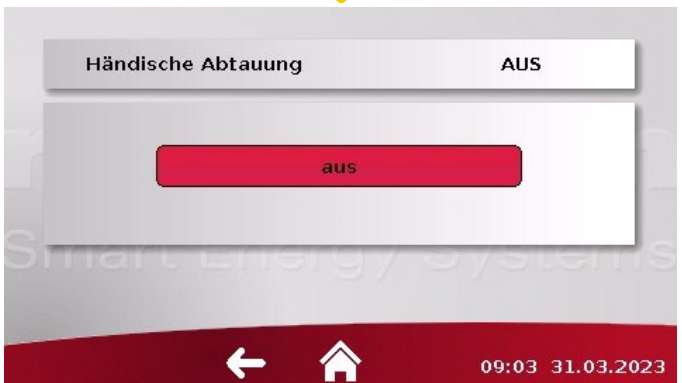 Händische Abtauung AUS
aus
Smart Energy Systems
09:03 31.03.2023